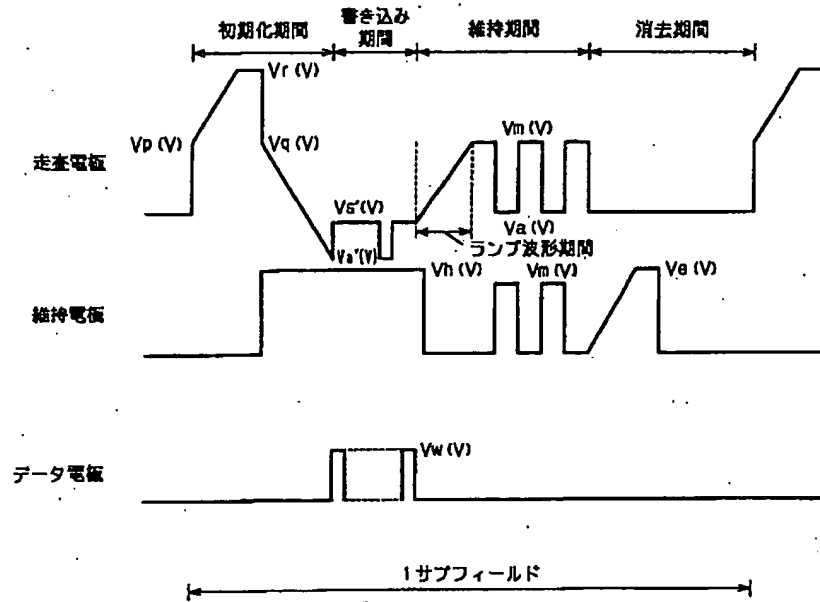 初期化期間
書き込み
期間
維持期間
消去期間
Vr(V)
Vp(V)
Vq(V)
Vm(V)
走査電極
Vs'(V)
Va(V)
ランプ波形期間
Va'(V)
Vh(V)
Vm(V)
Ve(V)
維持電極
Vw(V)
データ電極
1サブフィールド